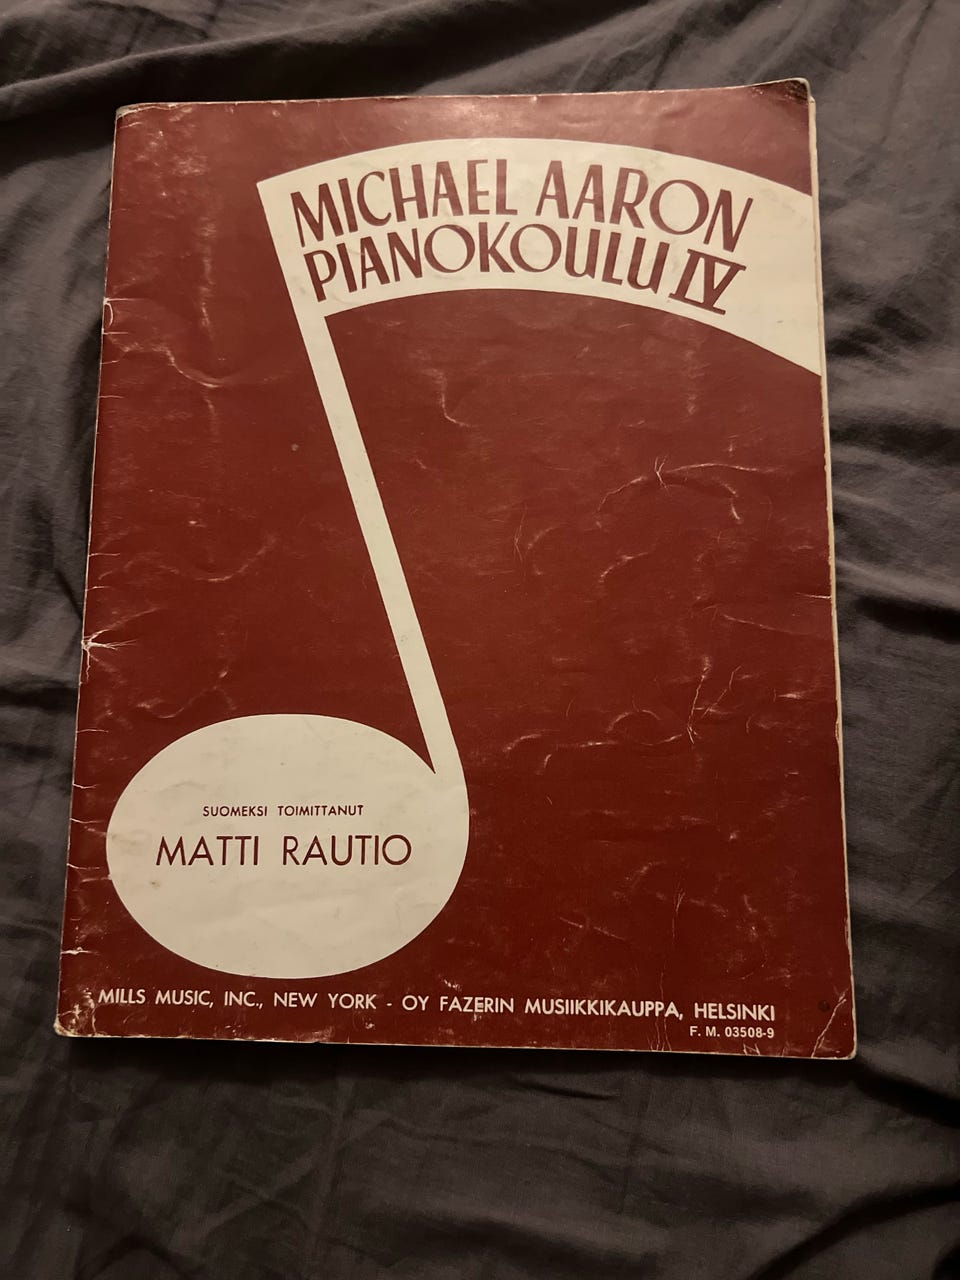 MICHAEL AARON
PIANOKOULU IV
SUOMEKSI TOIMITTANUT
MATTI RAUTIO
MILLS MUSIC, INC., NEW YORK - OY FAZERIN MUSIIKKIKAUPPA, HELSINKI
F. M. 03508-9